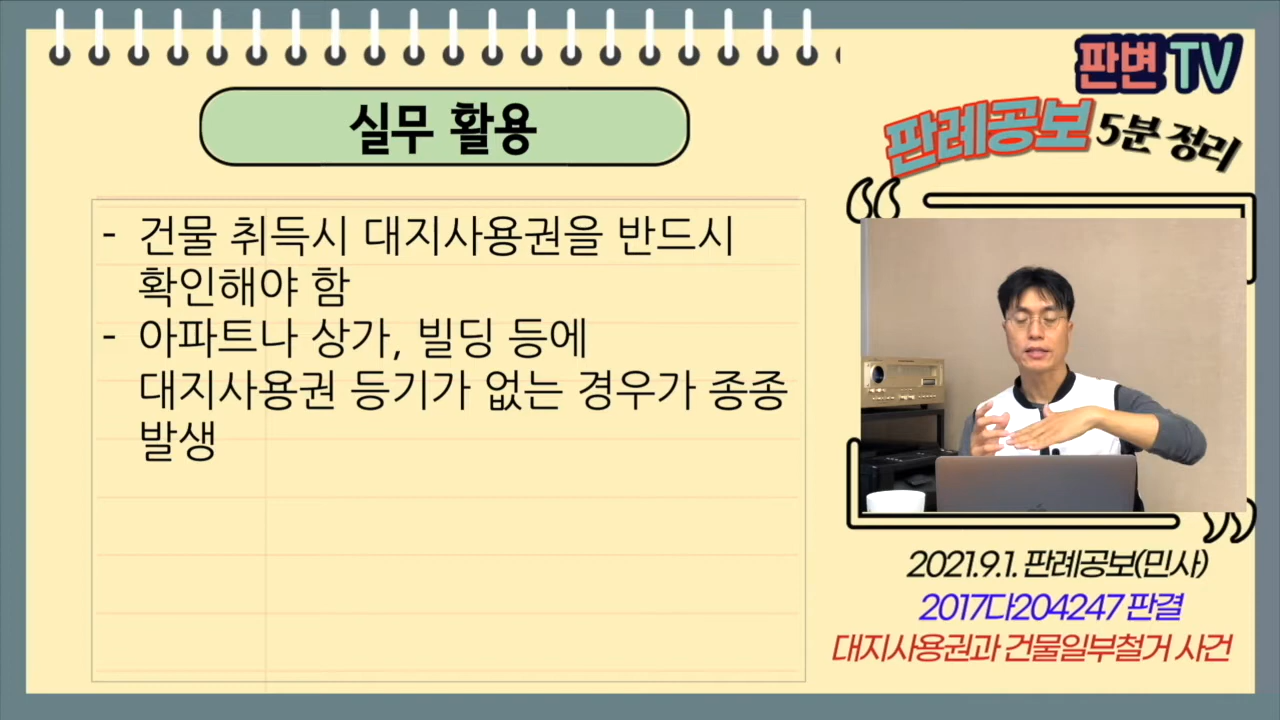 실무 활용
- 건물 취득시 대지사용권을 반드시
확인해야 함
- 아파트나 상가, 빌딩 등에
대지사용권 등기가 없는 경우가 종종
발생
판변 TV
판례공보 5분 정리
2021.9.1. 판례공보(민사)
2017다204247 판결
대지사용권과 건물일부철거 사건